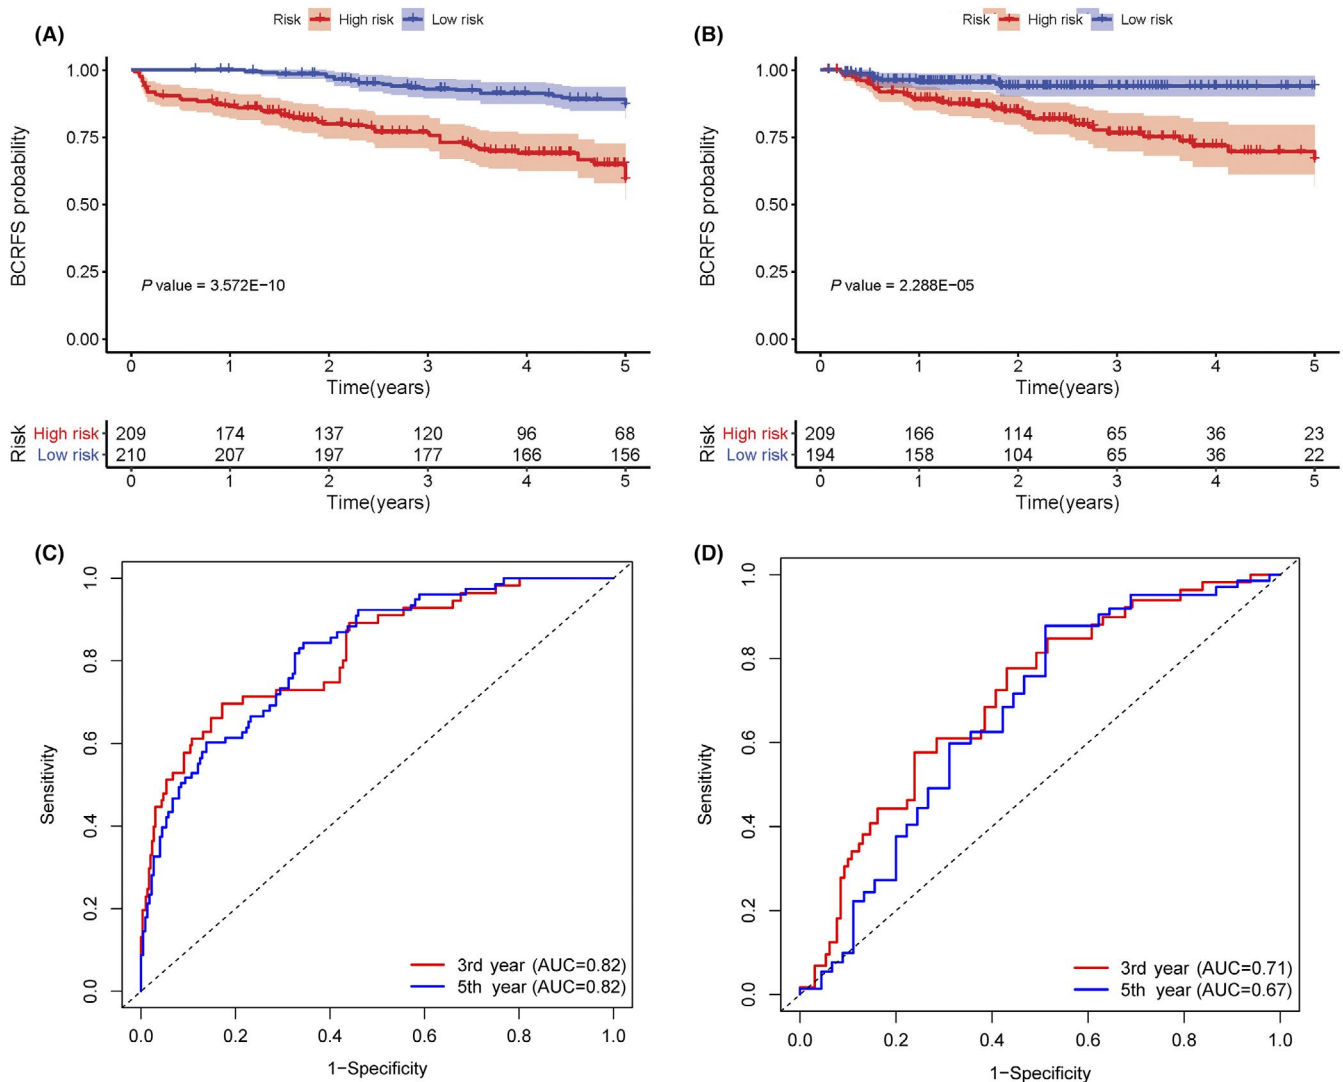 (A)
Risk High risk Low risk
BCRFS probability
1.00
0.75
0.50
0.25
0.00
P value = 3.572E−10
0 1 2 3 4 5
Time(years)
Risk
High risk 209 174 137 120 96 68
Low risk 210 207 197 177 166 156
0 1 2 3 4 5
Time(years)
(B)
Risk High risk Low risk
BCRFS probability
1.00
0.75
0.50
0.25
0.00
P value = 2.288E−05
0 1 2 3 4 5
Time(years)
Risk
High risk 209 166 114 65 36 23
Low risk 194 158 104 65 36 22
0 1 2 3 4 5
Time(years)
(C)
Sensitivity
1.0
0.8
0.6
0.4
0.2
0.0
3rd year (AUC=0.82)
5th year (AUC=0.82)
0.0 0.2 0.4 0.6 0.8 1.0
1−Specificity
(D)
Sensitivity
1.0
0.8
0.6
0.4
0.2
0.0
3rd year (AUC=0.71)
5th year (AUC=0.67)
0.0 0.2 0.4 0.6 0.8 1.0
1−Specificity